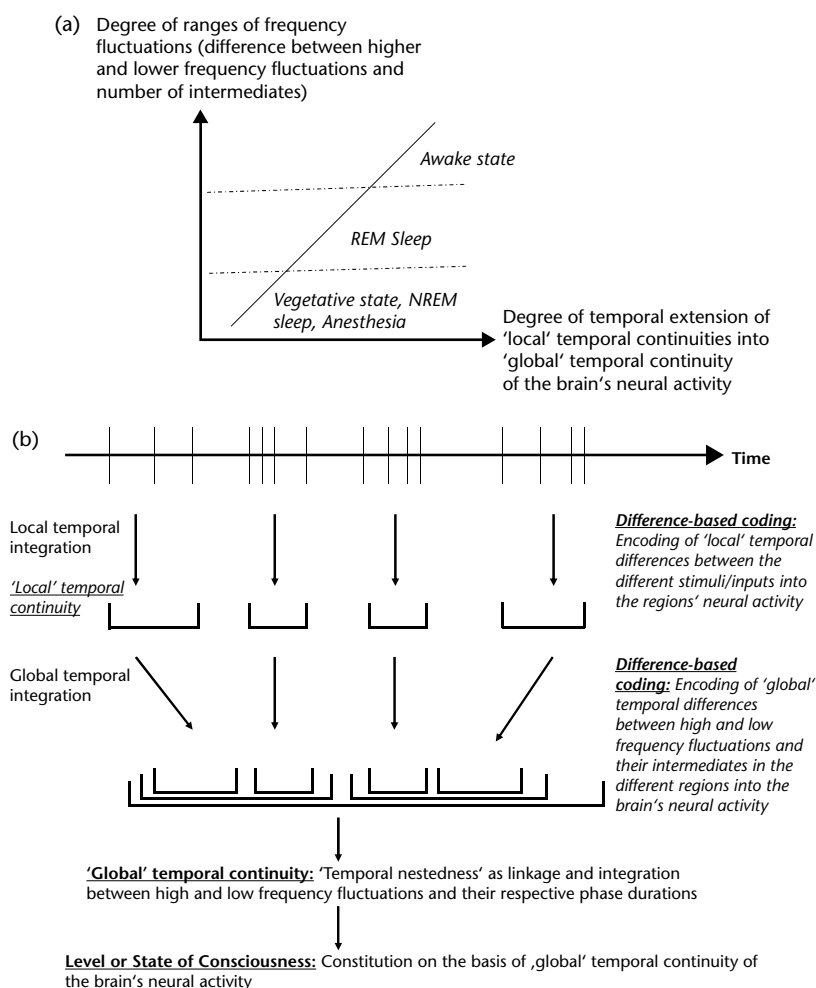 (a) Degree of ranges of frequency
fluctuations (difference between higher
and lower frequency fluctuations and
number of intermediates)
Awake state
REM Sleep
Vegetative state, NREM
sleep, Anesthesia
Degree of temporal extension of
‘local‘ temporal continuities into
‘global‘ temporal continuity
of the brain‘s neural activity
(b)
Time
Local temporal
integration
‘Local’ temporal
continuity
Difference-based coding:
Encoding of ‘local’ temporal
differences between the
different stimuli/inputs into
the regions‘ neural activity
Global temporal
integration
Difference-based
coding: Encoding of ‘global’
temporal differences
between high and low
frequency fluctuations and
their intermediates in the
different regions into the
brain‘s neural activity
‘Global’ temporal continuity: ‘Temporal nestedness‘ as linkage and integration
between high and low frequency fluctuations and their respective phase durations
Level or State of Consciousness: Constitution on the basis of ‚global‘ temporal continuity of
the brain‘s neural activity